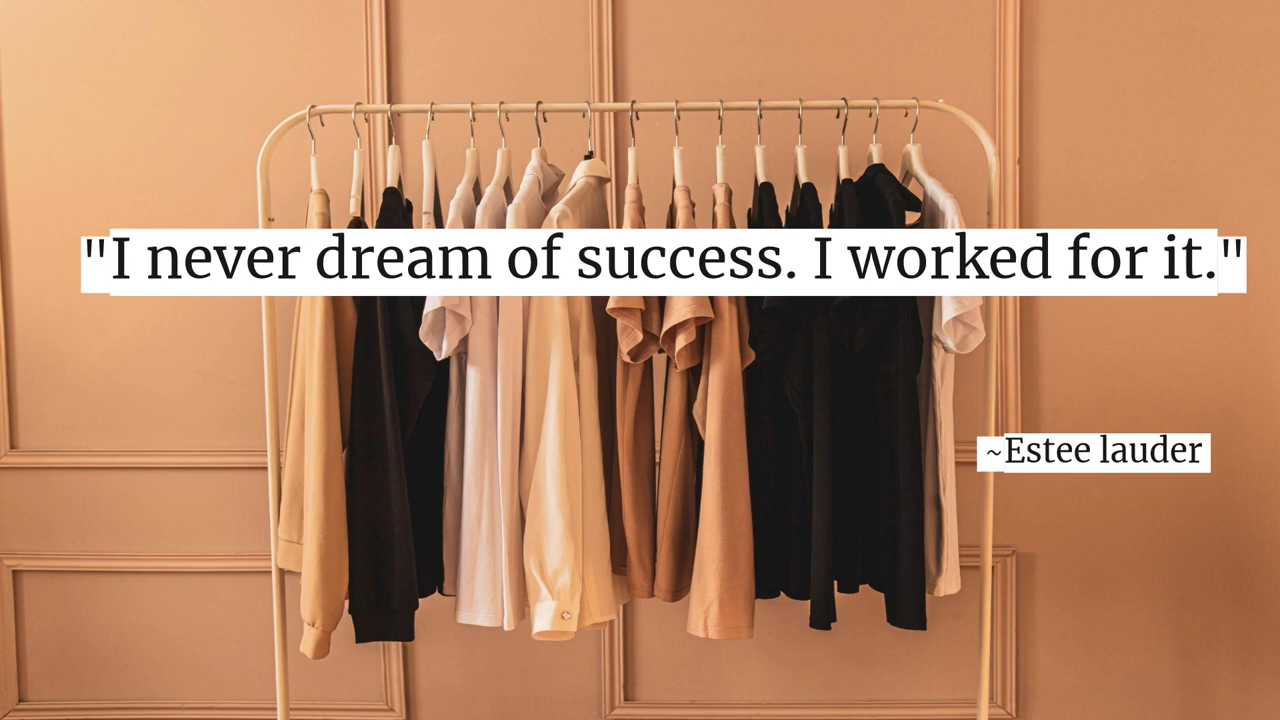 "I never dream of success. I worked for it."
~Estee lauder